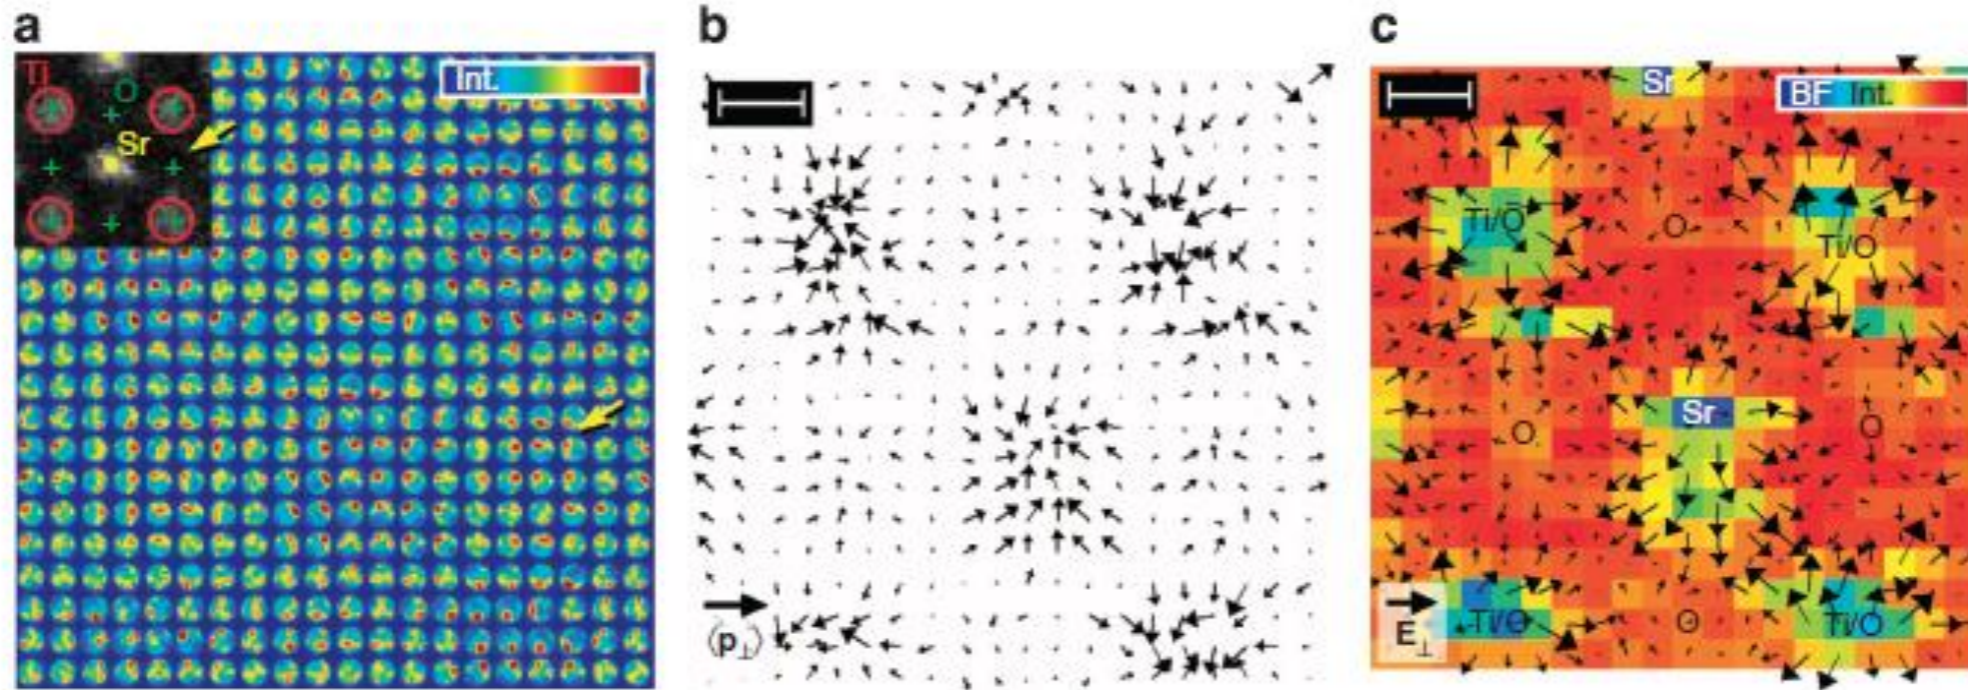 a
Ti
O
Sr
Int.
b
⟨p⊥⟩
c
Sr
BF Int.
Ti/O
O
Ti/O
Sr
O
O
E⊥
Ti/O
O
Ti/O